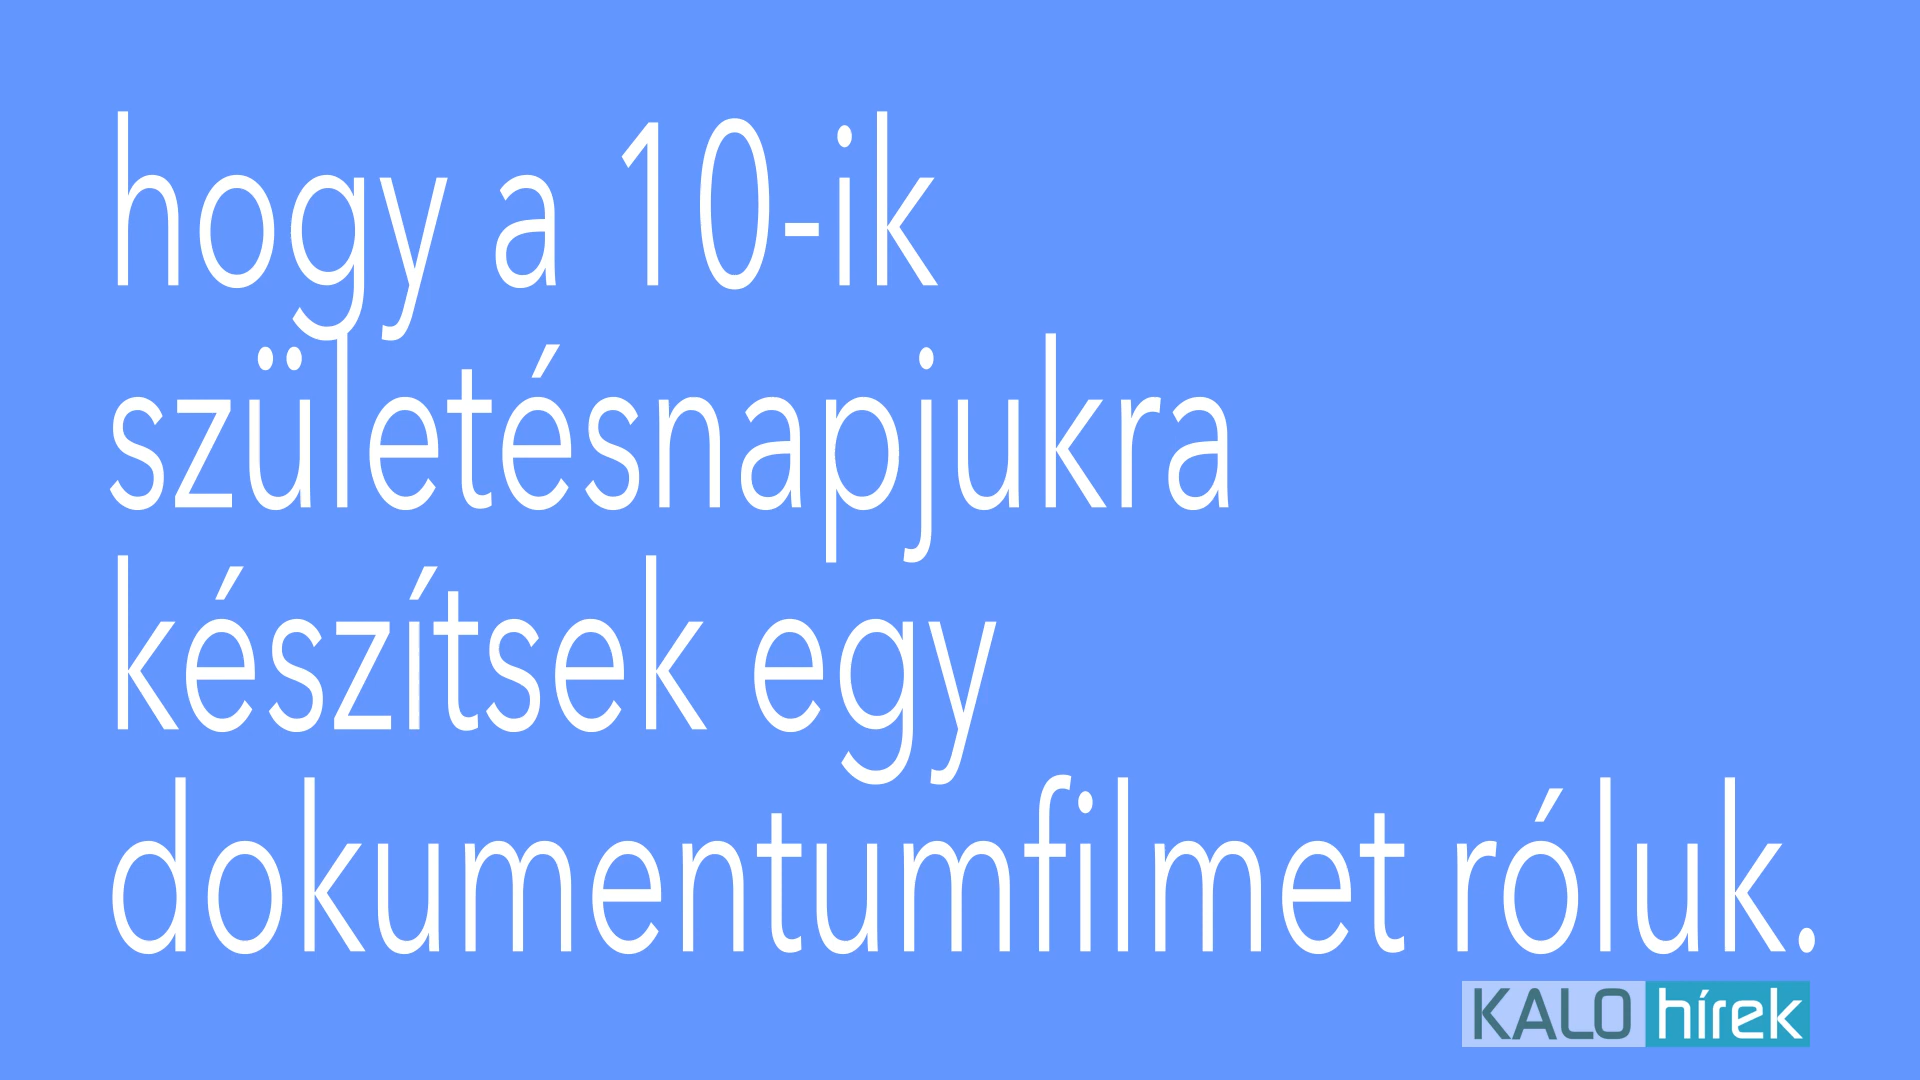 hogy a 10-ik
születésnapjukra
készítsek egy
dokumentumfilmet róluk.
KALO hírek